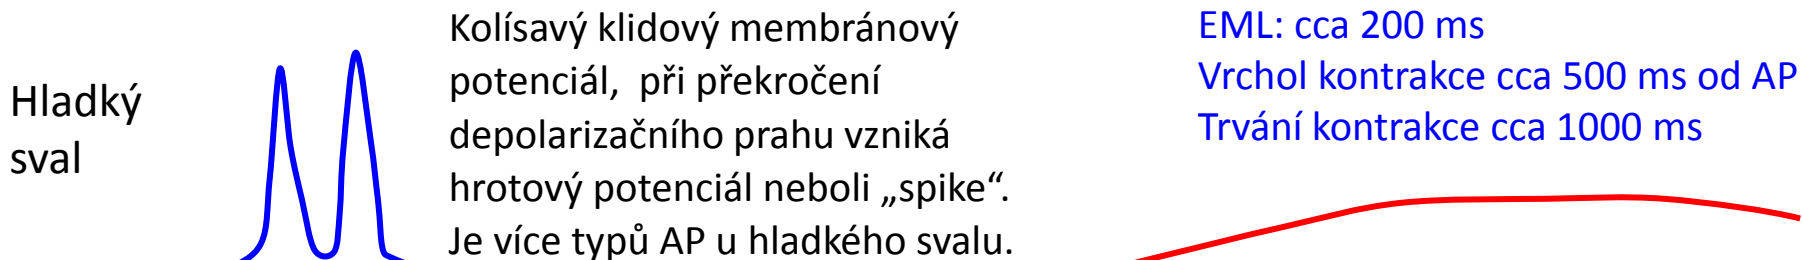 Hladký
sval
Kolísavý klidový membránový
potenciál, při překročení
depolarizačního prahu vzniká
hrotový potenciál neboli „spike“.
Je více typů AP u hladkého svalu.
EML: cca 200 ms
Vrchol kontrakce cca 500 ms od AP
Trvání kontrakce cca 1000 ms